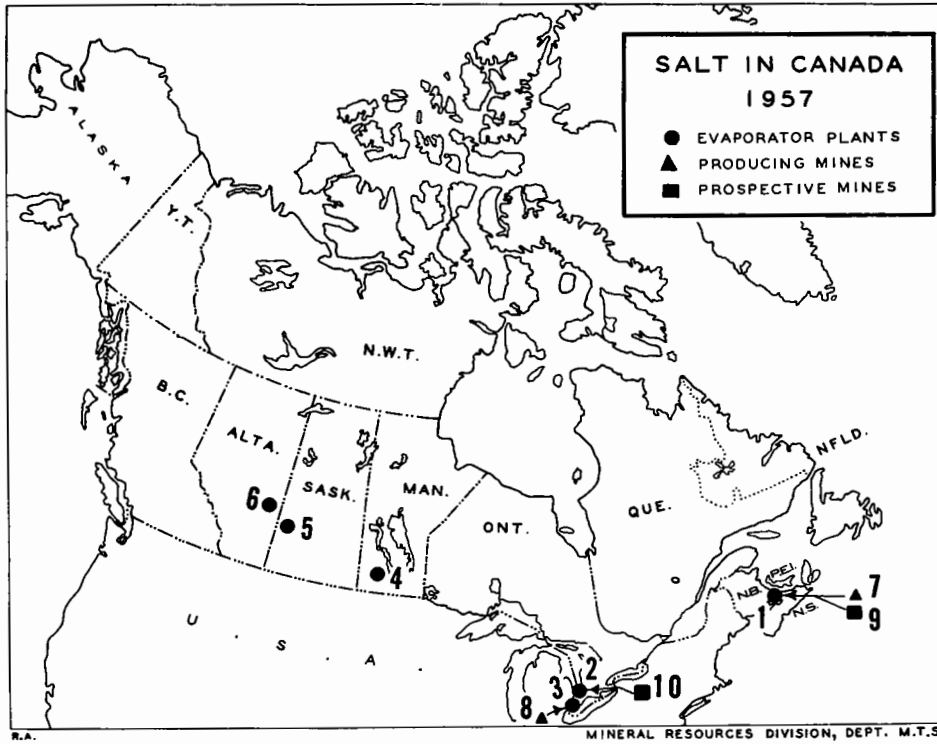 SALT IN CANADA
1957
EVAPORATOR PLANTS
PRODUCING MINES
PROSPECTIVE MINES
ALASKA
Y.T.
N.W.T.
B.C.
ALTA.
SASK.
MAN.
ONT.
QUE.
NFLD.
P.E.I.
N.B.
N.S.
6
5
4
7
1
9
2
3
10
8
U.S.A.
R.A.
MINERAL RESOURCES DIVISION, DEPT. M.T.S